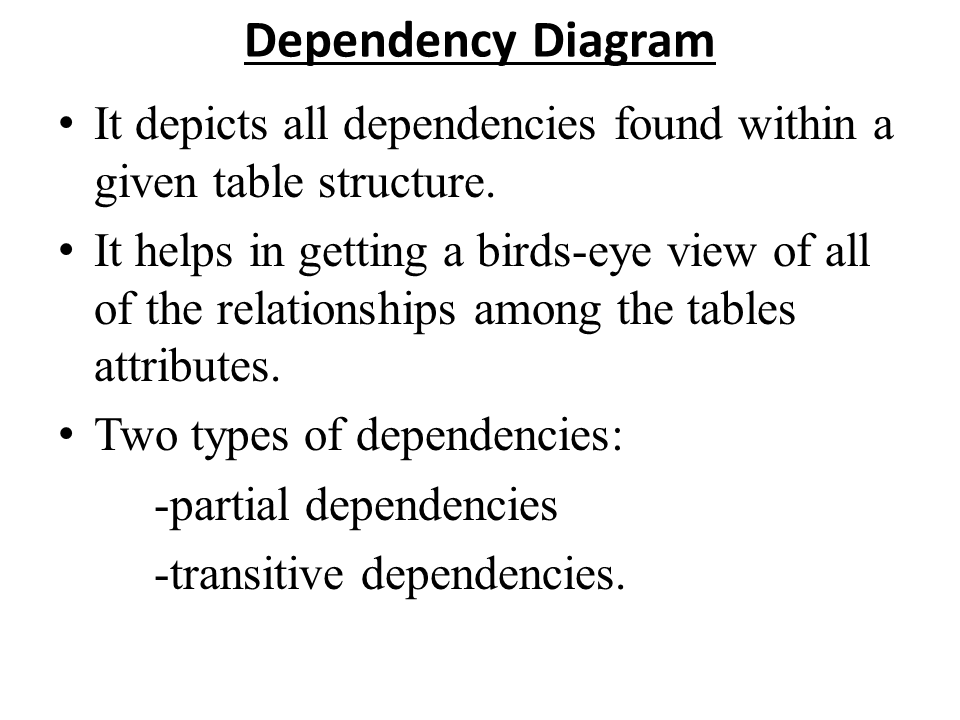 Dependency Diagram
• It depicts all dependencies found within a
given table structure.
• It helps in getting a birds-eye view of all
of the relationships among the tables
attributes.
• Two types of dependencies:
-partial dependencies
-transitive dependencies.